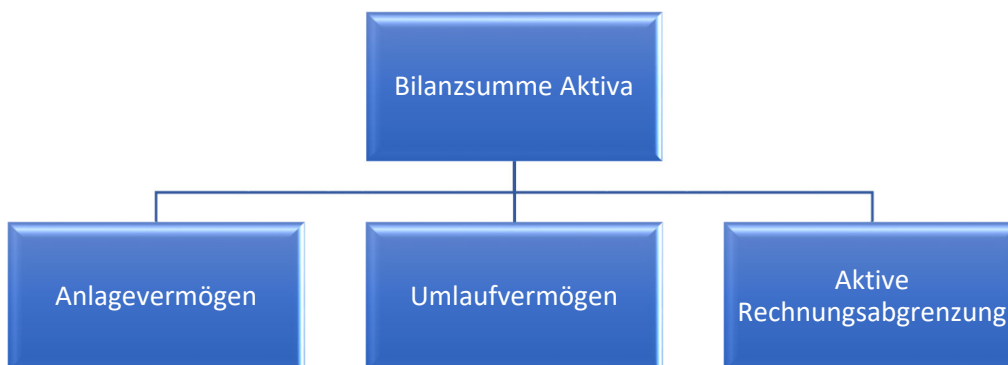 Bilanzsumme Aktiva
Anlagevermögen
Umlaufvermögen
Aktive
Rechnungsabgrenzung